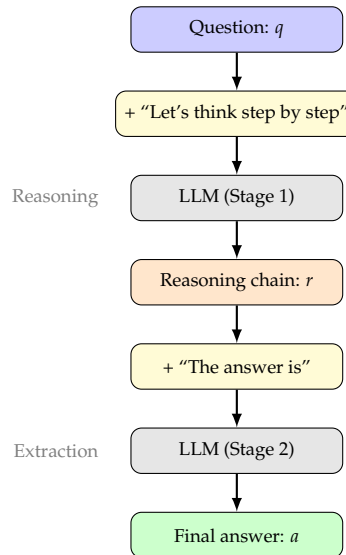 Question: q
+ “Let’s think step by step”
Reasoning
LLM (Stage 1)
Reasoning chain: r
+ “The answer is”
Extraction
LLM (Stage 2)
Final answer: a